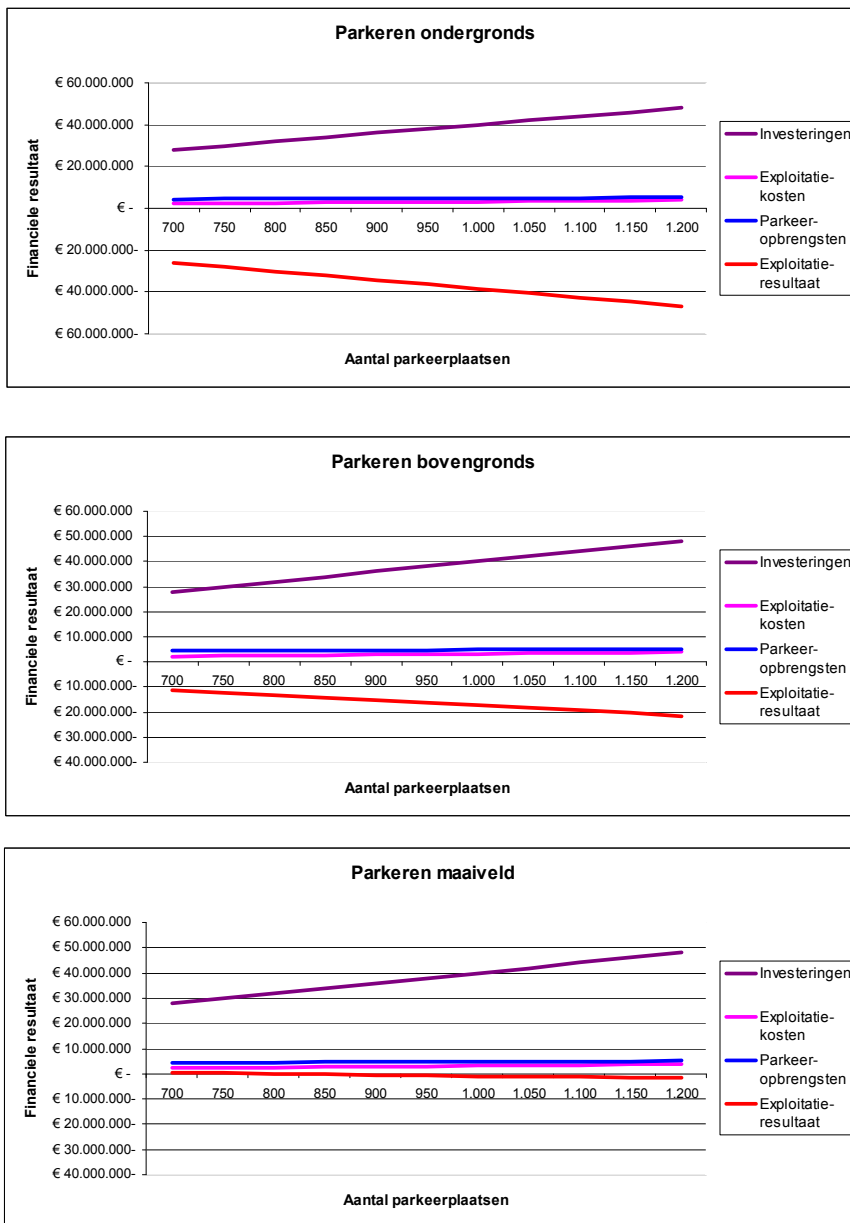 Parkeren ondergronds
€ 60.000.000
€ 40.000.000
€ 20.000.000
€ -
€ 20.000.000-
€ 40.000.000-
€ 60.000.000-
Financiele resultaat
700 750 800 850 900 950 1.000 1.050 1.100 1.150 1.200
Aantal parkeerplaatsen
Investeringen
Exploitatie-
kosten
Parkeer-
opbrengsten
Exploitatie-
resultaat
Parkeren bovengronds
€ 60.000.000
€ 50.000.000
€ 40.000.000
€ 30.000.000
€ 20.000.000
€ 10.000.000
€ -
€ 10.000.000-
€ 20.000.000-
€ 30.000.000-
€ 40.000.000-
Financiele resultaat
700 750 800 850 900 950 1.000 1.050 1.100 1.150 1.200
Aantal parkeerplaatsen
Investeringen
Exploitatie-
kosten
Parkeer-
opbrengsten
Exploitatie-
resultaat
Parkeren maaiveld
€ 60.000.000
€ 50.000.000
€ 40.000.000
€ 30.000.000
€ 20.000.000
€ 10.000.000
€ -
€ 10.000.000-
€ 20.000.000-
€ 30.000.000-
€ 40.000.000-
Financiele resultaat
700 750 800 850 900 950 1.000 1.050 1.100 1.150 1.200
Aantal parkeerplaatsen
Investeringen
Exploitatie-
kosten
Parkeer-
opbrengsten
Exploitatie-
resultaat